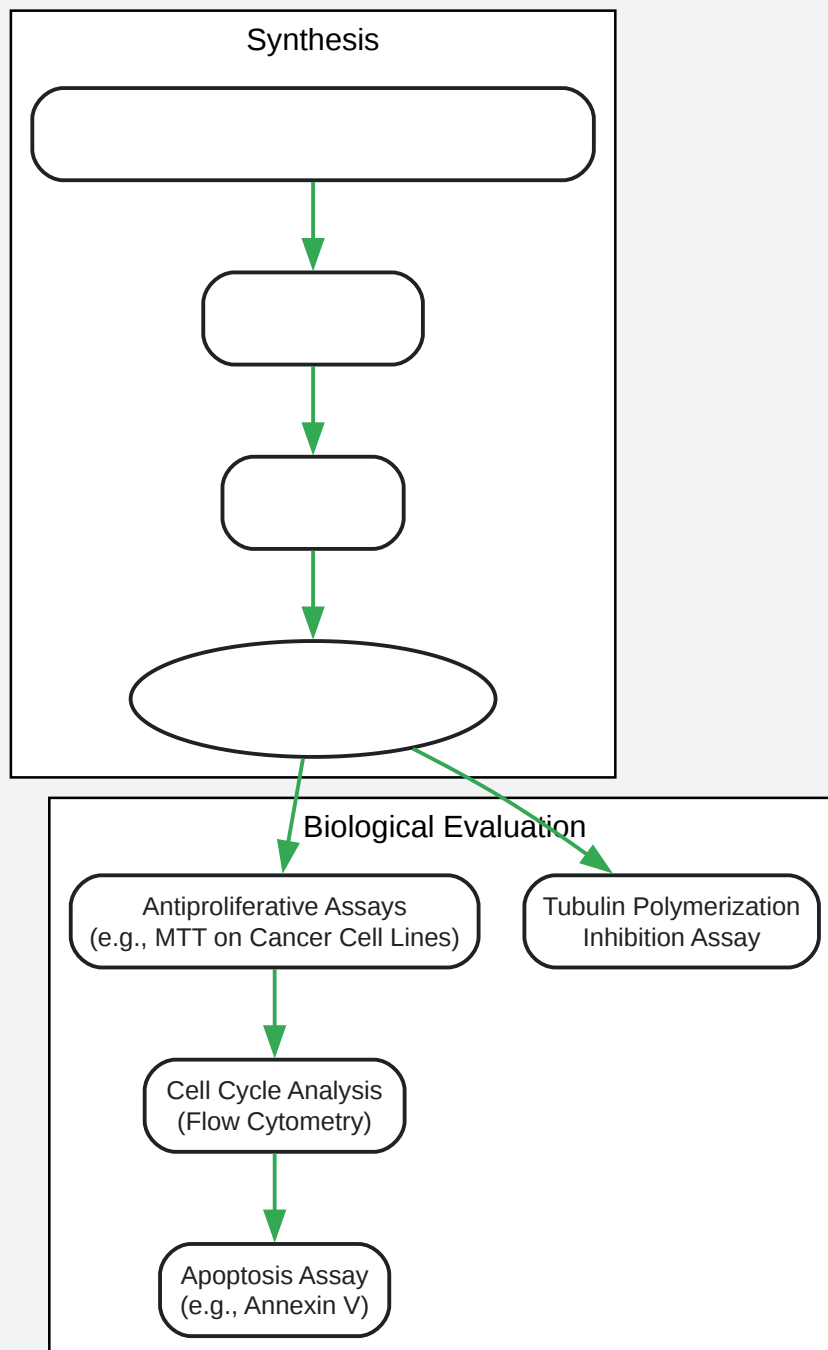 Synthesis
Biological Evaluation
Antiproliferative Assays
(e.g., MTT on Cancer Cell Lines)
Tubulin Polymerization
Inhibition Assay
Cell Cycle Analysis
(Flow Cytometry)
Apoptosis Assay
(e.g., Annexin V)